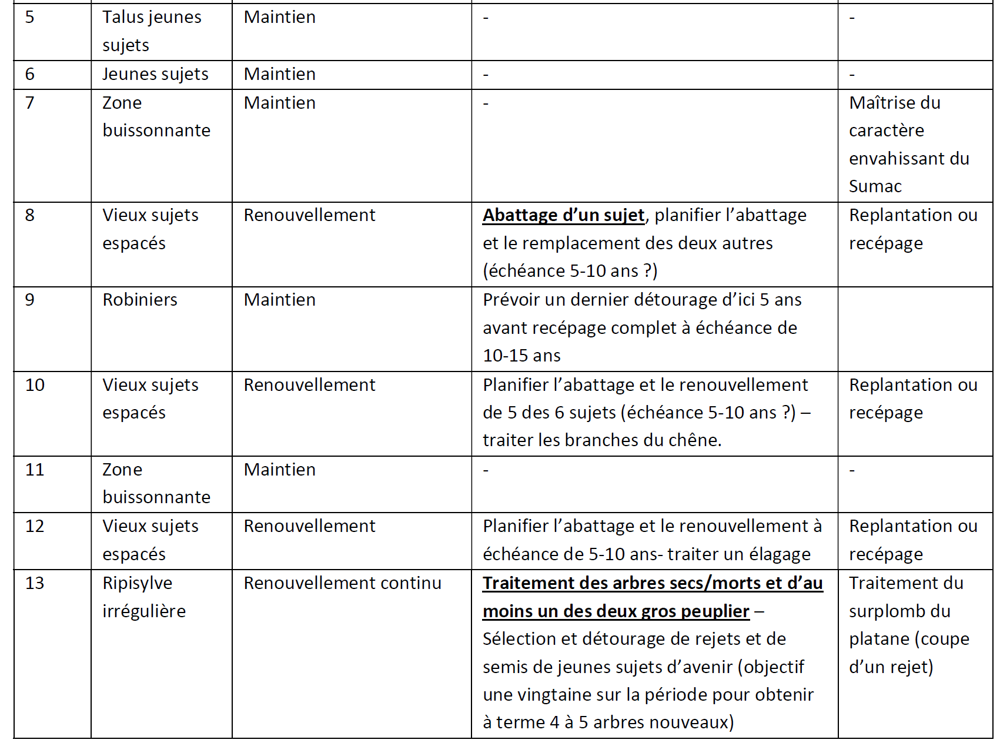 5 Talus jeunes Maintien - -
sujets
6 Jeunes sujets Maintien - -
7 Zone Maintien - Maîtrise du
buissonnante caractère
envahissant du
Sumac
8 Vieux sujets Renouvellement Abattage d’un sujet, planifier l’abattage Replantation ou
espacés et le remplacement des deux autres recépage
(échéance 5-10 ans ?)
9 Robiniers Maintien Prévoir un dernier détourage d’ici 5 ans
avant recépage complet à échéance de
10-15 ans
10 Vieux sujets Renouvellement Planifier l’abattage et le renouvellement Replantation ou
espacés de 5 des 6 sujets (échéance 5-10 ans ?) – recépage
traiter les branches du chêne.
11 Zone Maintien - -
buissonnante
12 Vieux sujets Renouvellement Planifier l’abattage et le renouvellement à Replantation ou
espacés échéance de 5-10 ans- traiter un élagage recépage
13 Ripisylve Renouvellement continu Traitement des arbres secs/morts et d’au Traitement du
irrégulière moins un des deux gros peuplier – surplomb du
Sélection et détourage de rejets et de platane (coupe
semis de jeunes sujets d’avenir (objectif d’un rejet)
une vingtaine sur la période pour obtenir
à terme 4 à 5 arbres nouveaux)